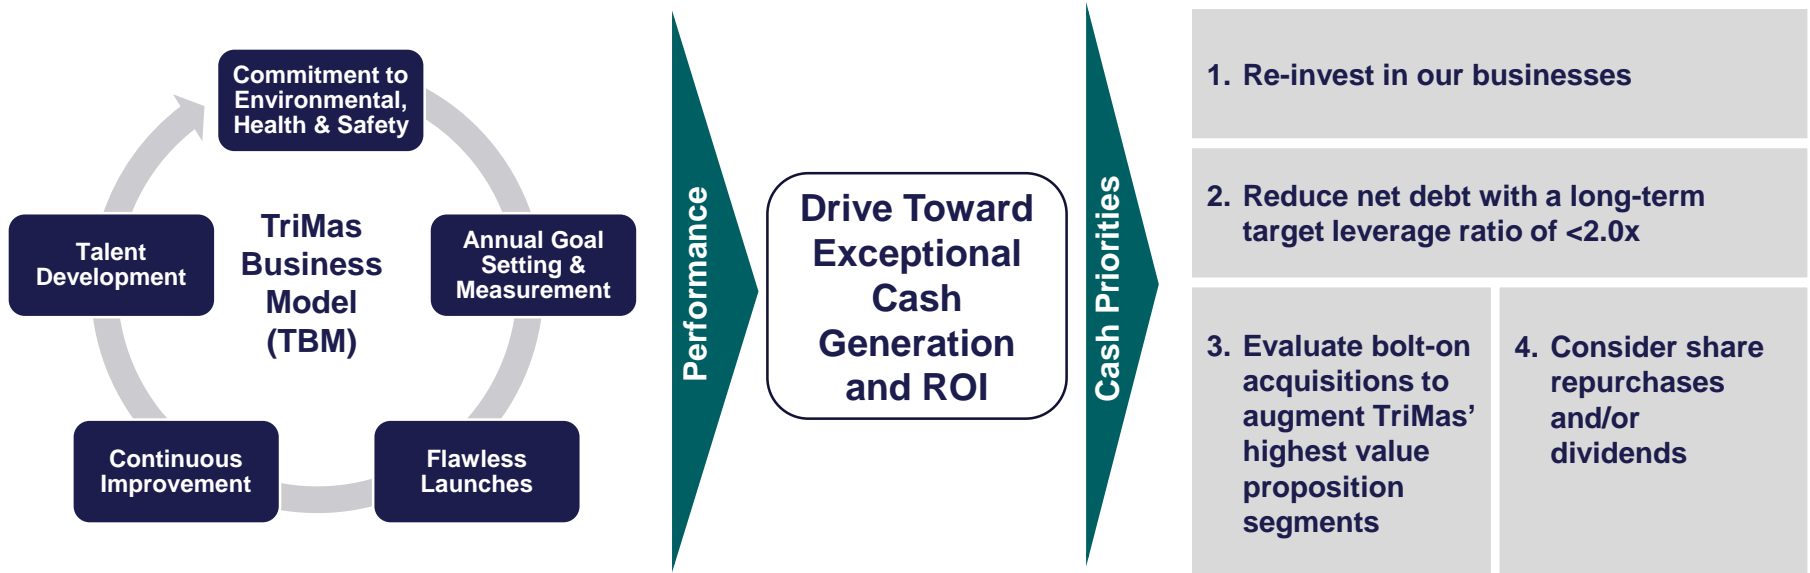 Commitment to
Environmental,
Health & Safety
Annual Goal
Setting &
Measurement
Flawless
Launches
Continuous
Improvement
Talent
Development
TriMas
Business
Model
(TBM)
Performance
Drive Toward
Exceptional
Cash
Generation
and ROI
Cash Priorities
1. Re-invest in our businesses
2. Reduce net debt with a long-term
target leverage ratio of <2.0x
3. Evaluate bolt-on
acquisitions to
augment TriMas’
highest value
proposition
segments
4. Consider share
repurchases
and/or
dividends